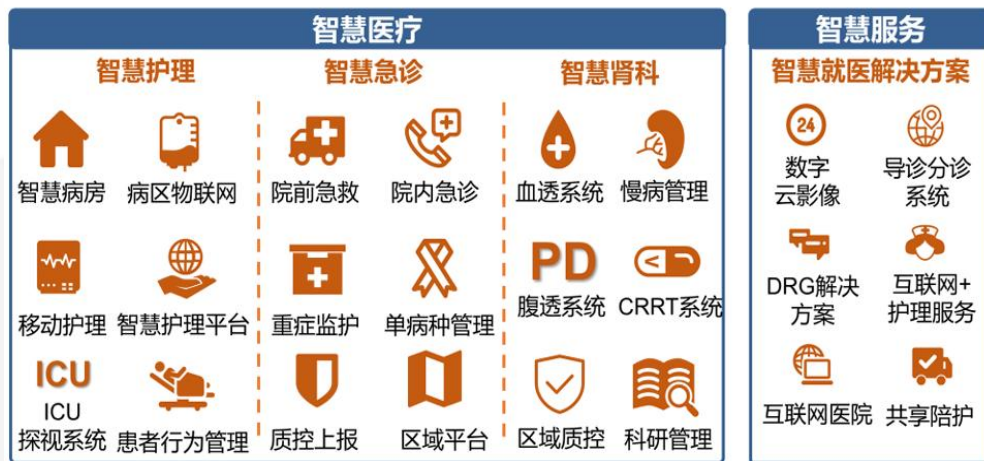 智慧医疗
智慧护理
智慧急诊
智慧肾科
智慧病房
病区物联网
院前急救
院内急诊
血透系统
慢病管理
移动护理
智慧护理平台
重症监护
单病种管理
PD
腹透系统
CRRT系统
ICU
ICU
探视系统
患者行为管理
质控上报
区域平台
区域质控
科研管理
智慧服务
智慧就医解决方案
24
数字
云影像
导诊分诊
系统
DRG解决
方案
互联网+
护理服务
互联网医院
共享陪护